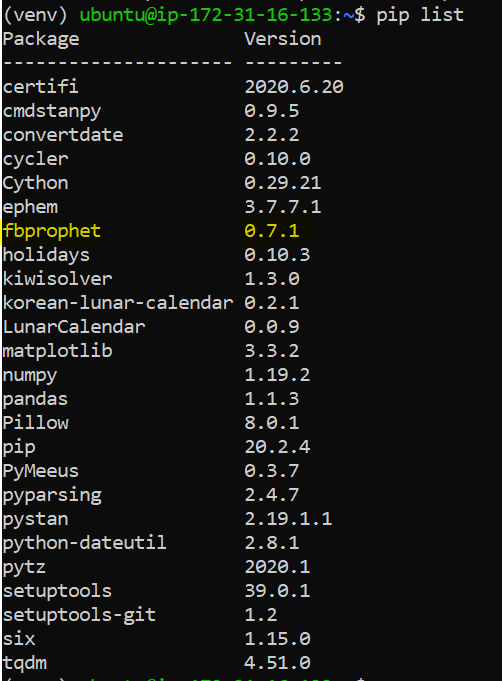 (venv) ubuntu@ip-172-31-16-133:~$ pip list
Package Version
--------------------- ---------
certifi 2020.6.20
cmdstanpy 0.9.5
convertdate 2.2.2
cycler 0.10.0
Cython 0.29.21
ephem 3.7.7.1
fbprophet 0.7.1
holidays 0.10.3
kiwisolver 1.3.0
korean-lunar-calendar 0.2.1
LunarCalendar 0.0.9
matplotlib 3.3.2
numpy 1.19.2
pandas 1.1.3
Pillow 8.0.1
pip 20.2.4
PyMeeus 0.3.7
pyparsing 2.4.7
pystan 2.19.1.1
python-dateutil 2.8.1
pytz 2020.1
setuptools 39.0.1
setuptools-git 1.2
six 1.15.0
tqdm 4.51.0